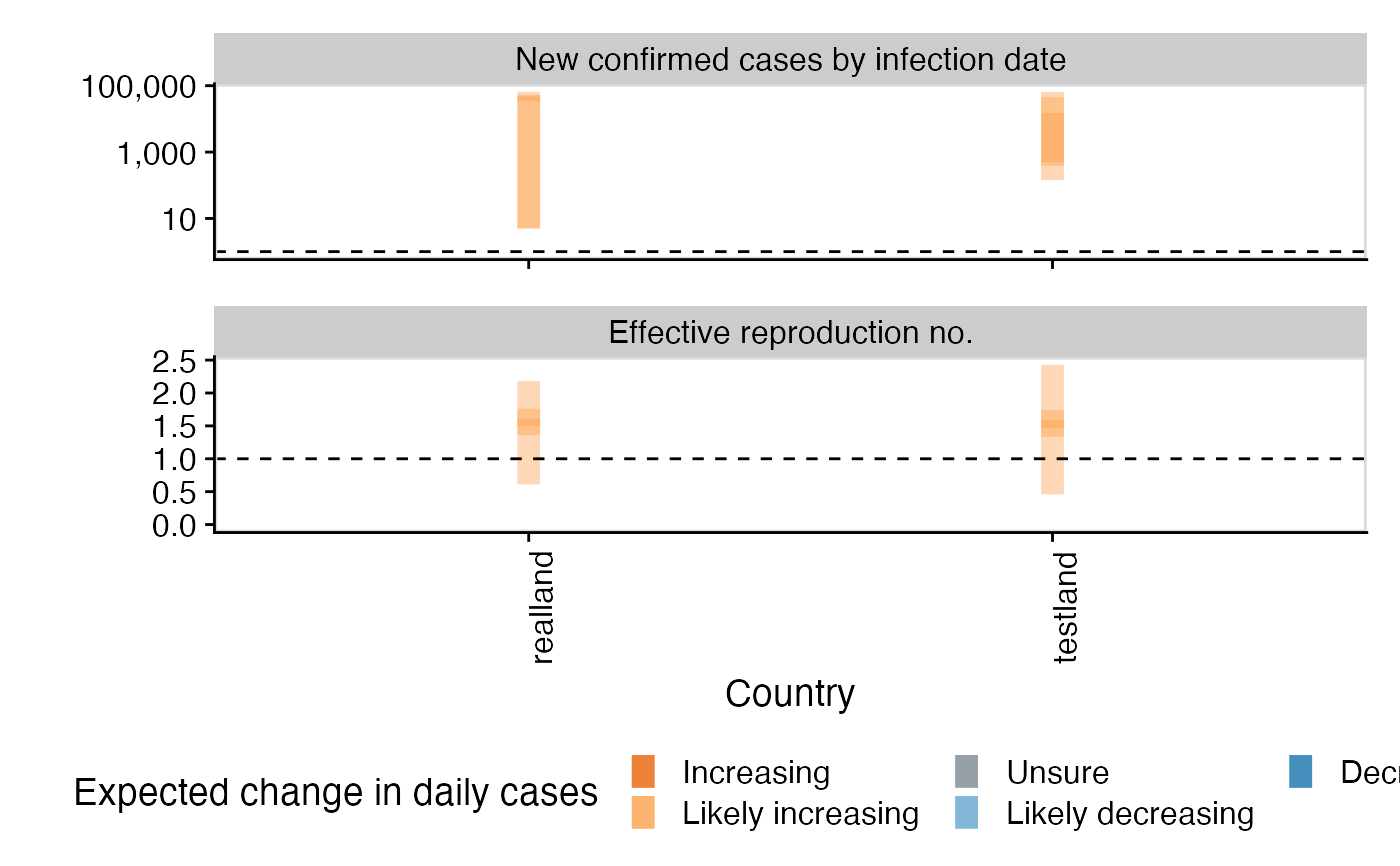 New confirmed cases by infection date
100,000
1,000
10
Effective reproduction no.
2.5
2.0
1.5
1.0
0.5
0.0
realland
testland
Country
Expected change in daily cases
Increasing
Unsure
Decr
Likely increasing
Likely decreasing